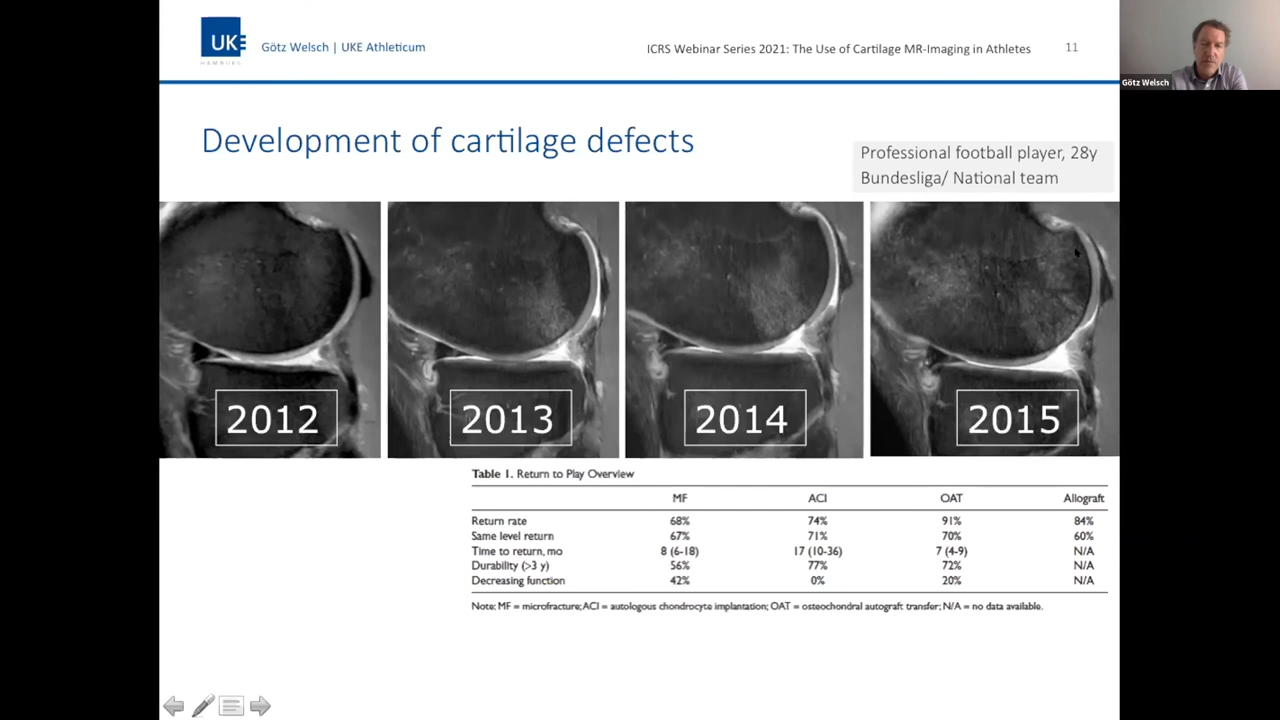 UKE
HAMBURG
Götz Welsch | UKE Athleticum
ICRS Webinar Series 2021: The Use of Cartilage MR-Imaging in Athletes
11
Götz Welsch
Development of cartilage defects
Professional football player, 28y
Bundesliga/ National team
2012
2013
2014
2015
Table 1. Return to Play Overview
MF ACI OAT Allograft
Return rate 68% 74% 91% 84%
Same level return 67% 71% 70% 60%
Time to return, mo 8 (6-18) 17 (10-36) 7 (4-9) N/A
Durability (>3 y) 56% 77% 72% N/A
Decreasing function 42% 0% 20% N/A
Note: MF = microfracture; ACI = autologous chondrocyte implantation; OAT = osteochondral autograft transfer; N/A = no data available.